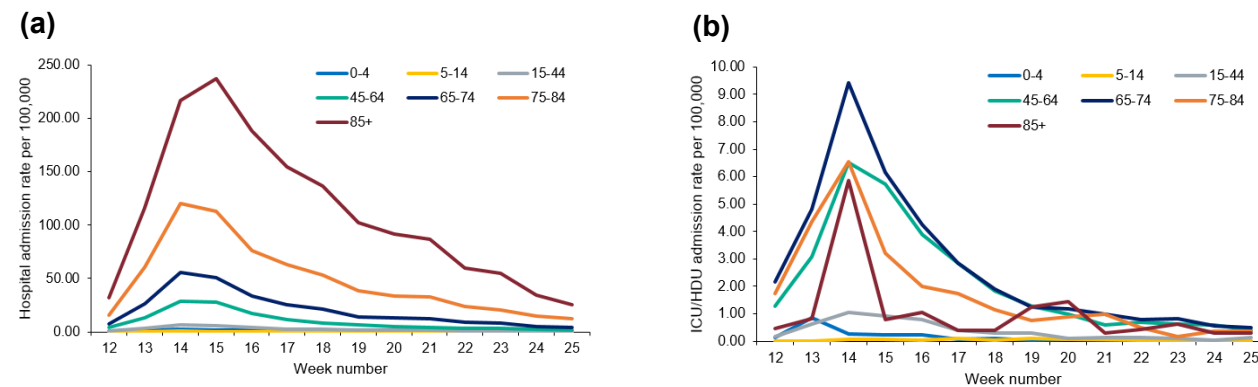 (a)
Hospital admission rate per 100,000
250.00
200.00
150.00
100.00
50.00
0.00
0-4 5-14 15-44
45-64 65-74 75-84
85+
12 13 14 15 16 17 18 19 20 21 22 23 24 25
Week number
(b)
ICU/HDU admission rate per 100,000
10.00
9.00
8.00
7.00
6.00
5.00
4.00
3.00
2.00
1.00
0.00
0-4 5-14 15-44
45-64 65-74 75-84
85+
12 13 14 15 16 17 18 19 20 21 22 23 24 25
Week number